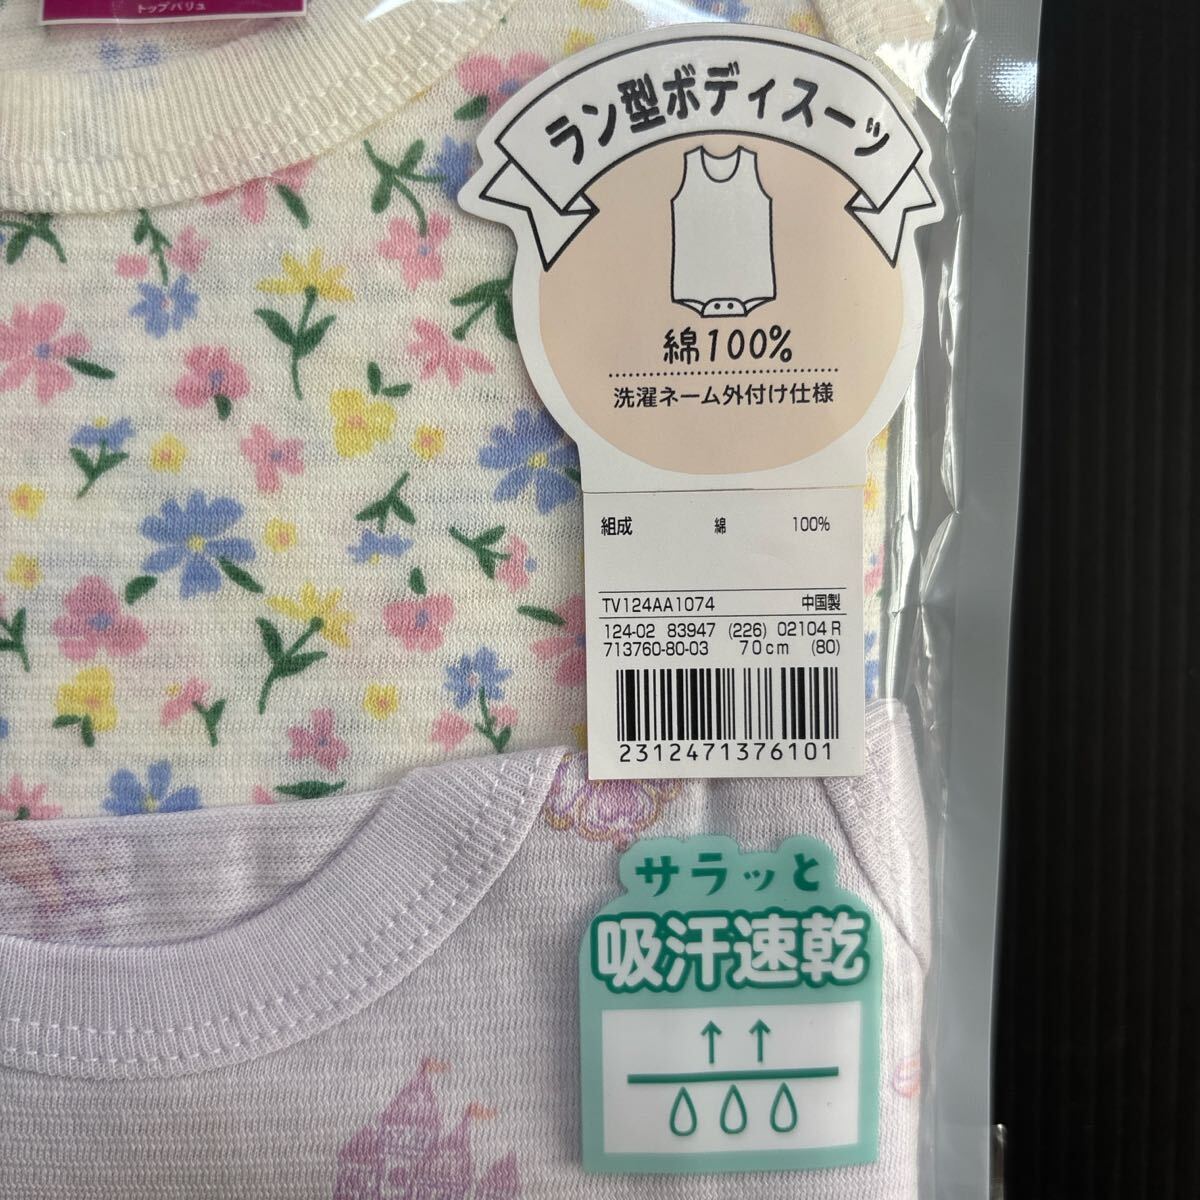 トップバリュ
ラン型ボディスーツ
綿100%
洗濯ネーム外付け仕様
組成 綿 100%
TV124AA1074 中国製
124-02 83947 (226) 02104 R
713760-80-03 70cm (80)
2312471376101
サラッと
吸汗速乾